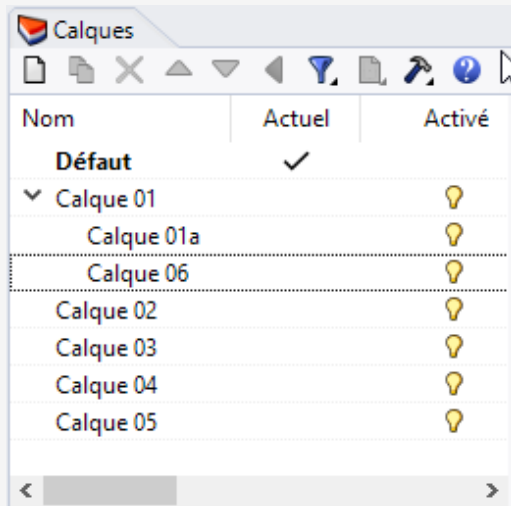 Calques
Nom Actuel Activé
Défaut
Calque 01
Calque 01a
Calque 06
Calque 02
Calque 03
Calque 04
Calque 05